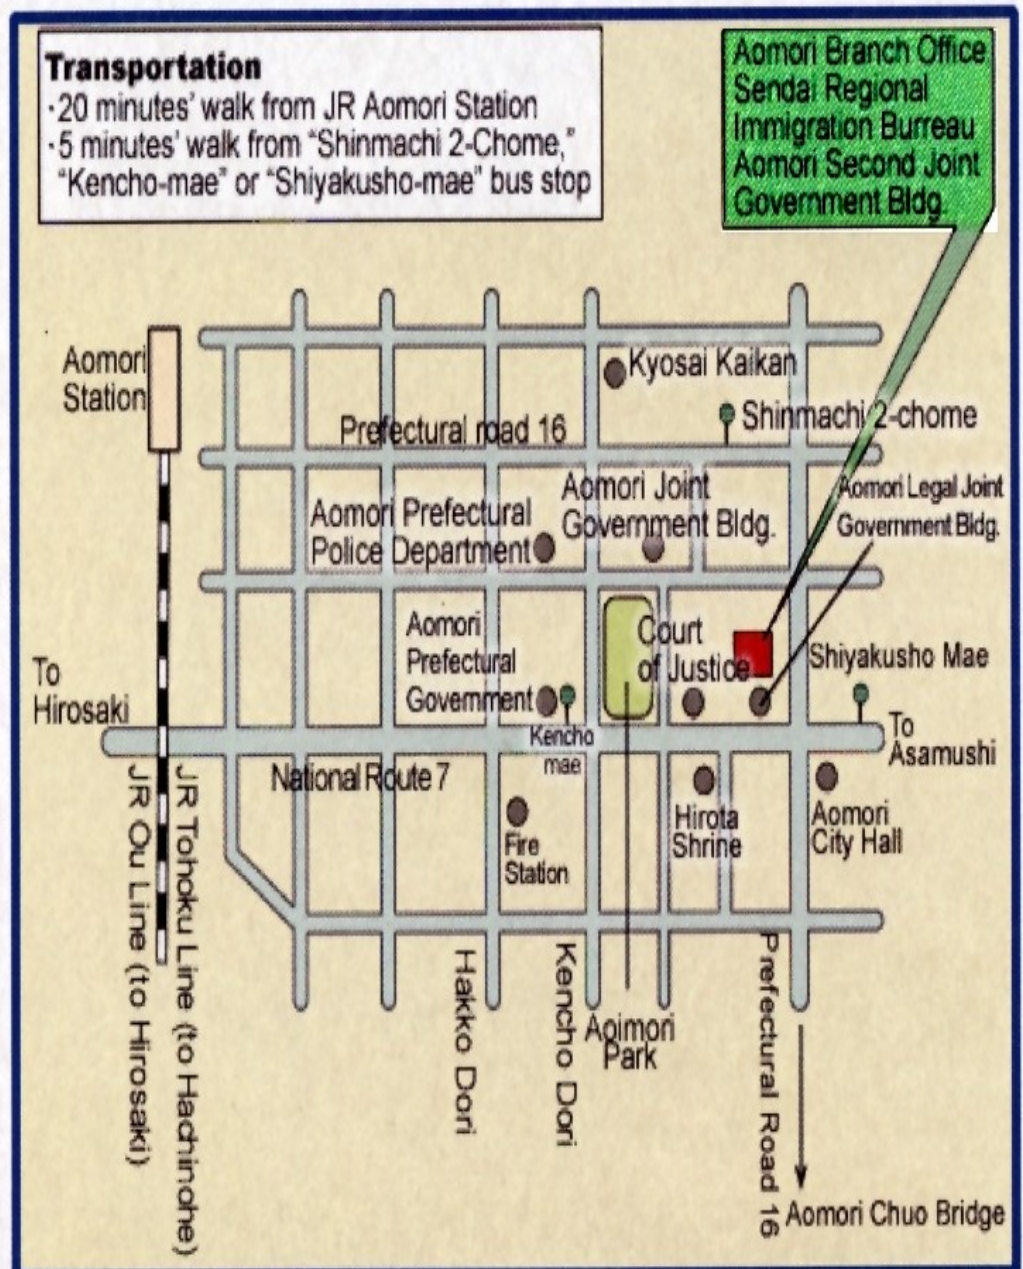 Transportation
·20 minutes' walk from JR Aomori Station
·5 minutes' walk from "Shinmachi 2-Chome,"
"Kencho-mae" or "Shiyakusho-mae" bus stop
Aomori Branch Office
Sendai Regional
Immigration Burreau
Aomori Second Joint
Government Bldg.
Aomori
Station
Kyosai Kaikan
Shinmachi 2-chome
Prefectural road 16
Aomori Legal Joint
Government Bldg.
Aomori Prefectural
Police Department
Aomori Joint
Government Bldg.
Aomori
Prefectural
Government
Court
of Justice
Shiyakusho Mae
To
Hirosaki
Kencho
mae
To
Asamushi
National Route 7
Fire
Station
Hirota
Shrine
Aomori
City Hall
JR Ou Line (to Hirosaki)
JR Tohoku Line (to Hachinohe)
Hakko Dori
Kencho Dori
Aoimori
Park
Prefectural Road 16
Aomori Chuo Bridge